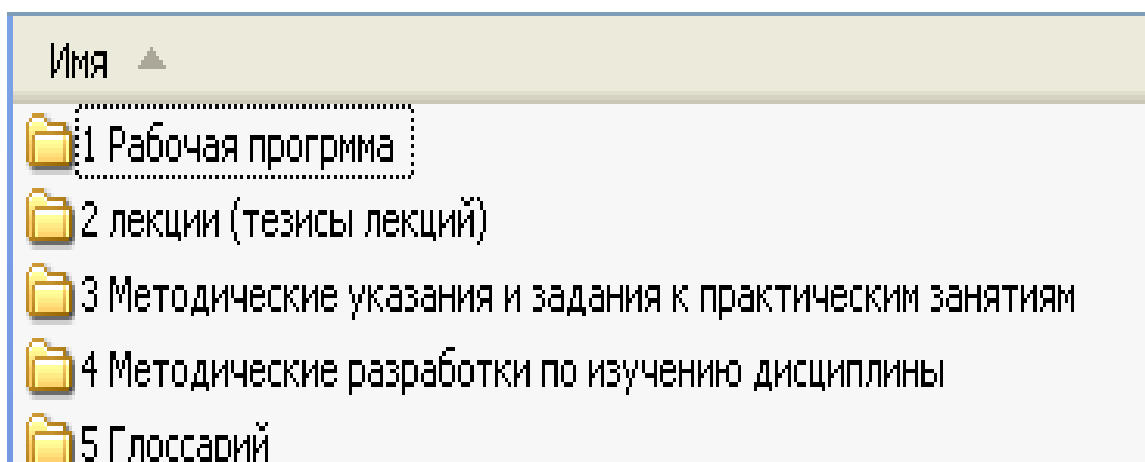 Имя
1 Рабочая прогрмма
2 лекции (тезисы лекций)
3 Методические указания и задания к практическим занятиям
4 Методические разработки по изучению дисциплины
5 Глоссарий